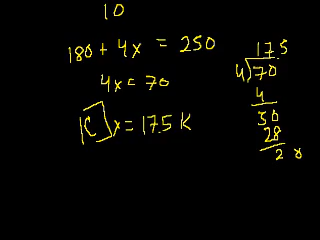 10
180 + 4x = 250
4x = 70
[C] x = 17.5 K
17.5
4)70
4
30
28
2 x